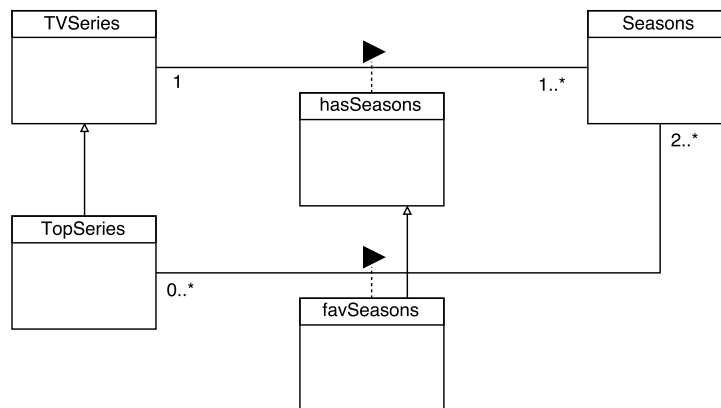 TVSeries
Seasons
1
1..*
hasSeasons
2..*
TopSeries
0..*
favSeasons